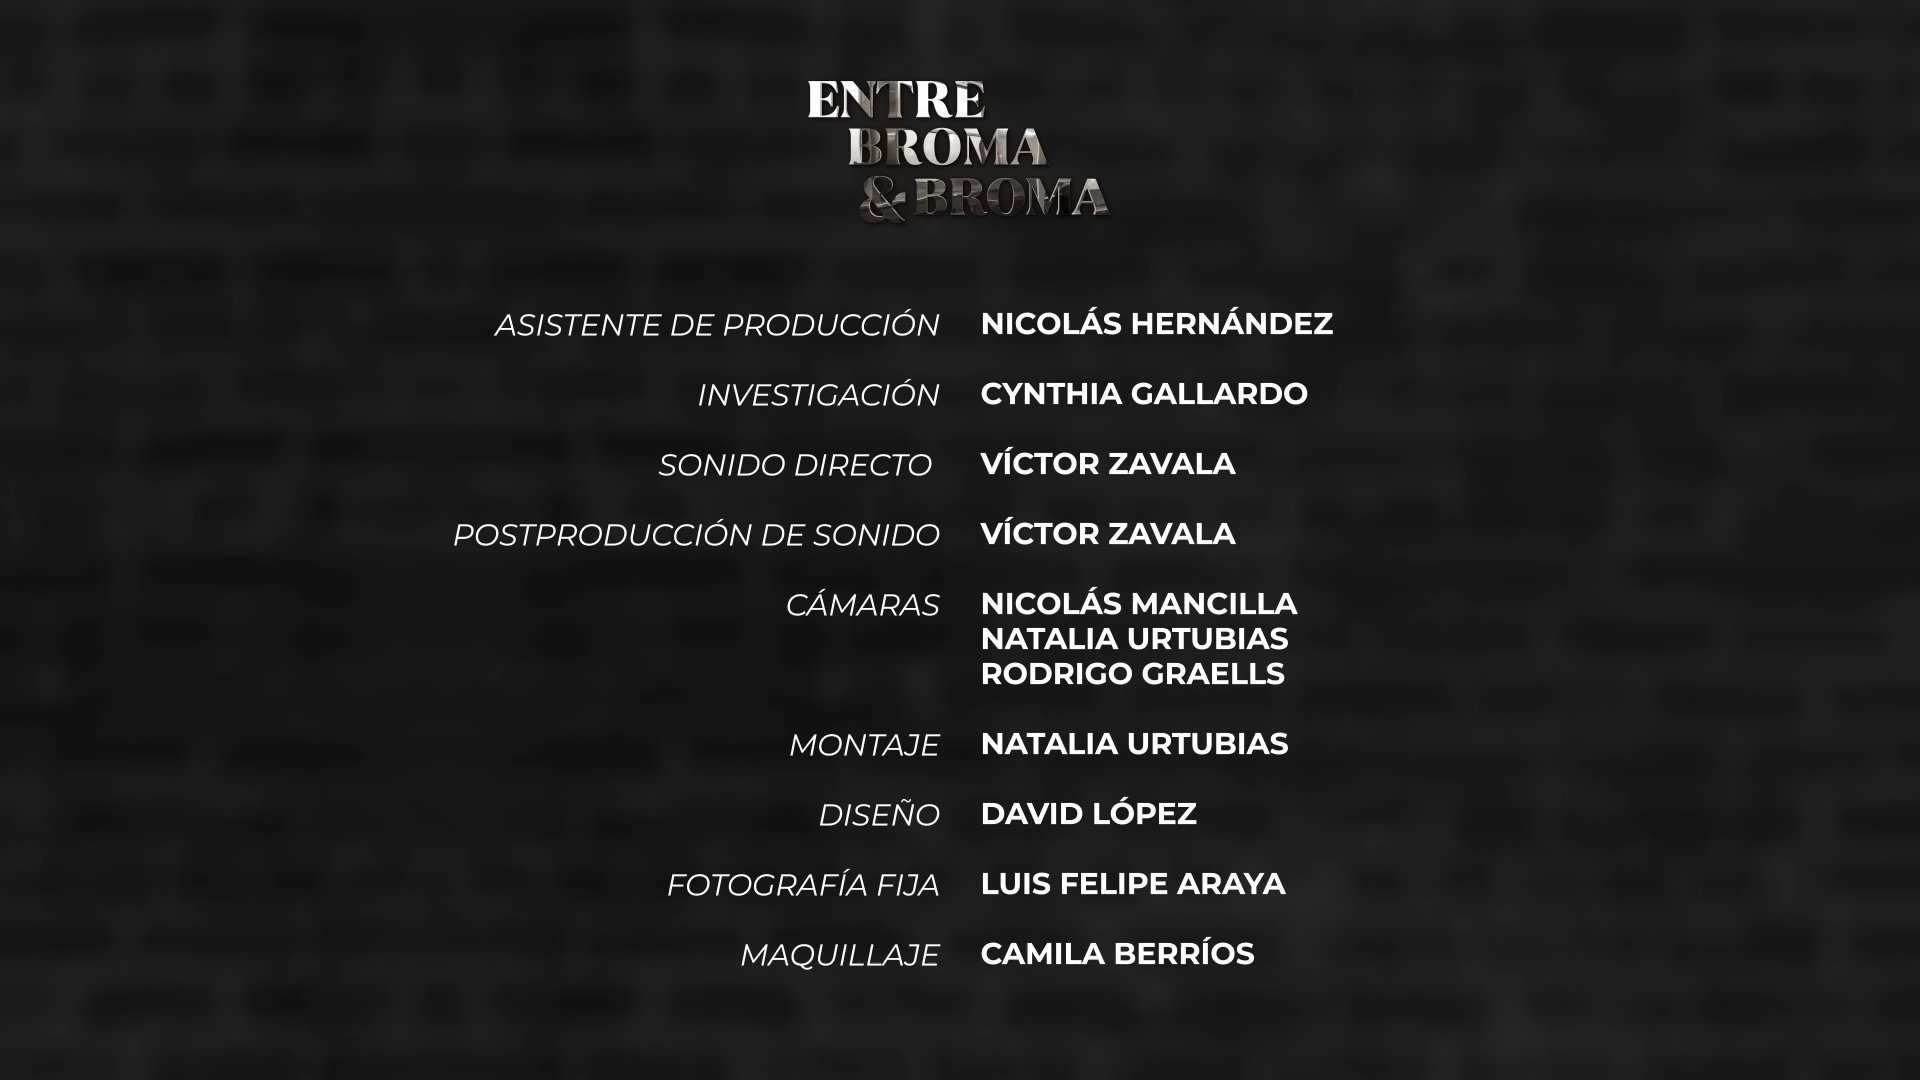 ENTRE
BROMA
& BROMA
ASISTENTE DE PRODUCCIÓN NICOLÁS HERNÁNDEZ
INVESTIGACIÓN CYNTHIA GALLARDO
SONIDO DIRECTO VÍCTOR ZAVALA
POSTPRODUCCIÓN DE SONIDO VÍCTOR ZAVALA
CÁMARAS NICOLÁS MANCILLA
NATALIA URTUBIAS
RODRIGO GRAELLS
MONTAJE NATALIA URTUBIAS
DISEÑO DAVID LÓPEZ
FOTOGRAFÍA FIJA LUIS FELIPE ARAYA
MAQUILLAJE CAMILA BERRÍOS